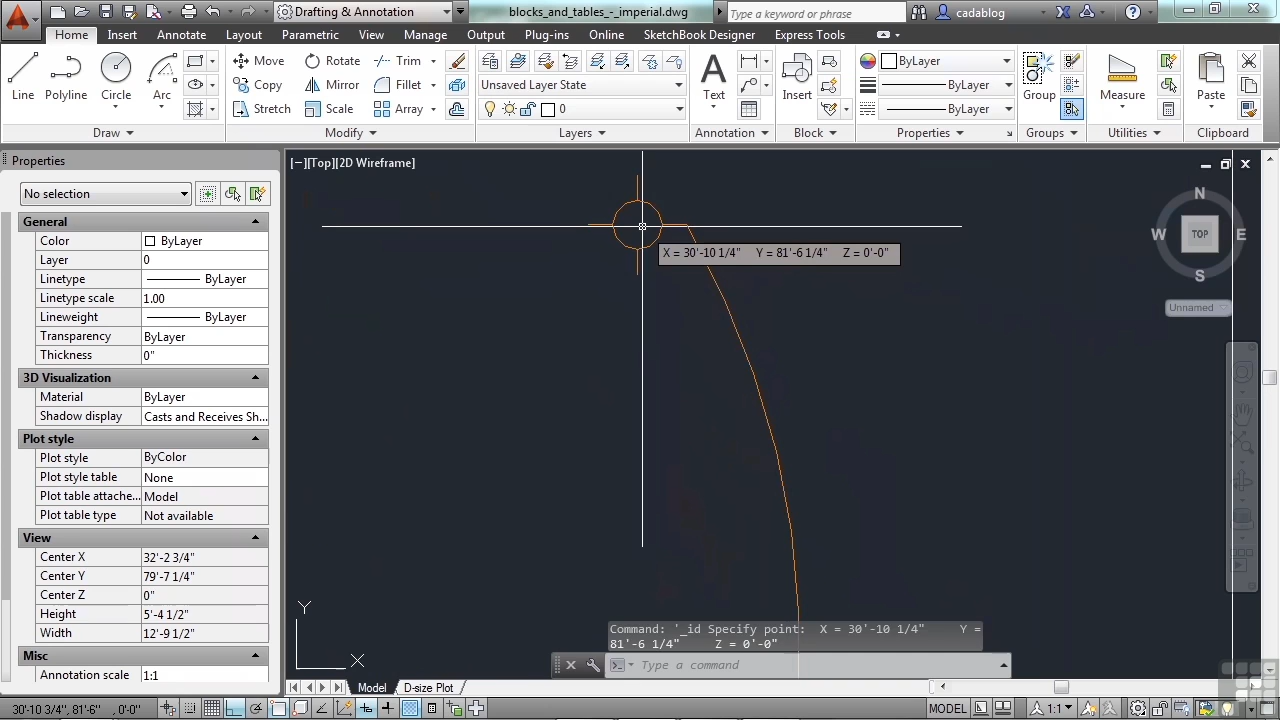 Drafting & Annotation
blocks_and_tables_-_imperial.dwg
Type a keyword or phrase
cadablog
Home Insert Annotate Layout Parametric View Manage Output Plug-ins Online SketchBook Designer Express Tools
Line Polyline Circle Arc
Move Rotate Trim
Copy Mirror Fillet
Stretch Scale Array
Unsaved Layer State
0
Text
Insert
ByLayer
ByLayer
ByLayer
Group
Measure
Paste
Draw Modify Layers Annotation Block Properties Groups Utilities Clipboard
Properties
No selection
General
Color ByLayer
Layer 0
Linetype ByLayer
Linetype scale 1.00
Lineweight ByLayer
Transparency ByLayer
Thickness 0"
3D Visualization
Material ByLayer
Shadow display Casts and Receives Sh...
Plot style
Plot style ByColor
Plot style table None
Plot table attache... Model
Plot table type Not available
View
Center X 32'-2 3/4"
Center Y 79'-7 1/4"
Center Z 0"
Height 5'-4 1/2"
Width 12'-9 1/2"
Misc
Annotation scale 1:1
[−][Top][2D Wireframe]
X = 30'-10 1/4" Y = 81'-6 1/4" Z = 0'-0"
N
W TOP E
S
Unnamed
Y
X
Command: '_id Specify point: X = 30'-10 1/4" Y =
81'-6 1/4" Z = 0'-0"
Type a command
Model D-size Plot
30'-10 3/4", 81'-6" , 0'-0"
MODEL
1:1